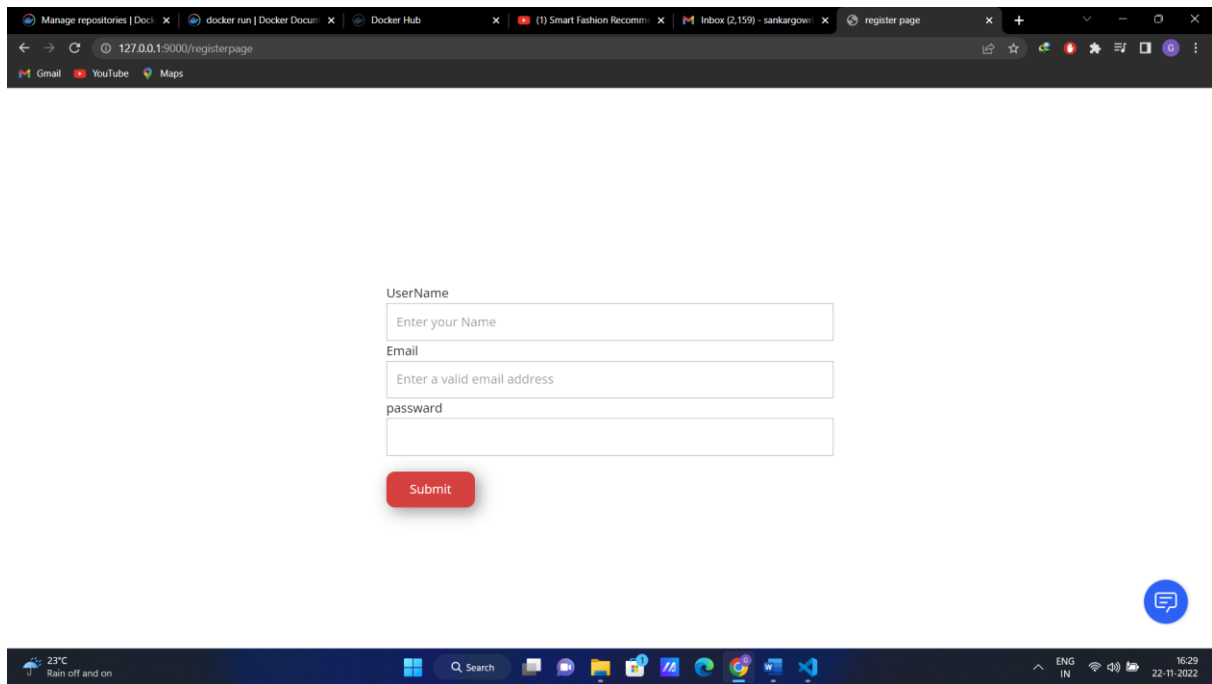 Manage repositories | Dock
docker run | Docker Docum
Docker Hub
(1) Smart Fashion Recomme
Inbox (2,159) - sankargown
register page
127.0.0.1:9000/registerpage
G
Gmail
YouTube
Maps
UserName
Enter your Name
Email
Enter a valid email address
passward
Submit
23°C
Rain off and on
Search
ENG
IN
16:29
22-11-2022